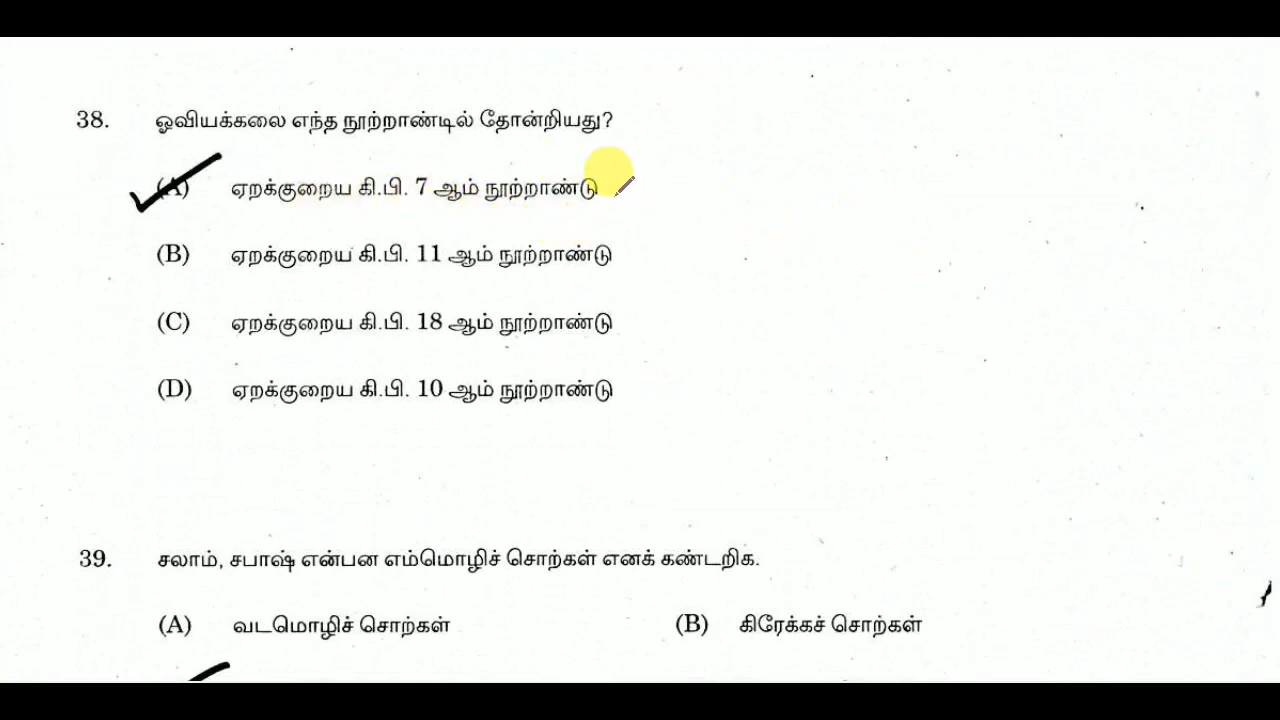 38. ஓவியக்கலை எந்த நூற்றாண்டில் தோன்றியது?
(A) ஏறக்குறைய கி.பி. 7 ஆம் நூற்றாண்டு
(B) ஏறக்குறைய கி.பி. 11 ஆம் நூற்றாண்டு
(C) ஏறக்குறைய கி.பி. 18 ஆம் நூற்றாண்டு
(D) ஏறக்குறைய கி.பி. 10 ஆம் நூற்றாண்டு
39. சலாம், சபாஷ் என்பன எம்மொழிச் சொற்கள் எனக் கண்டறிக.
(A) வடமொழிச் சொற்கள் (B) கிரேக்கச் சொற்கள்